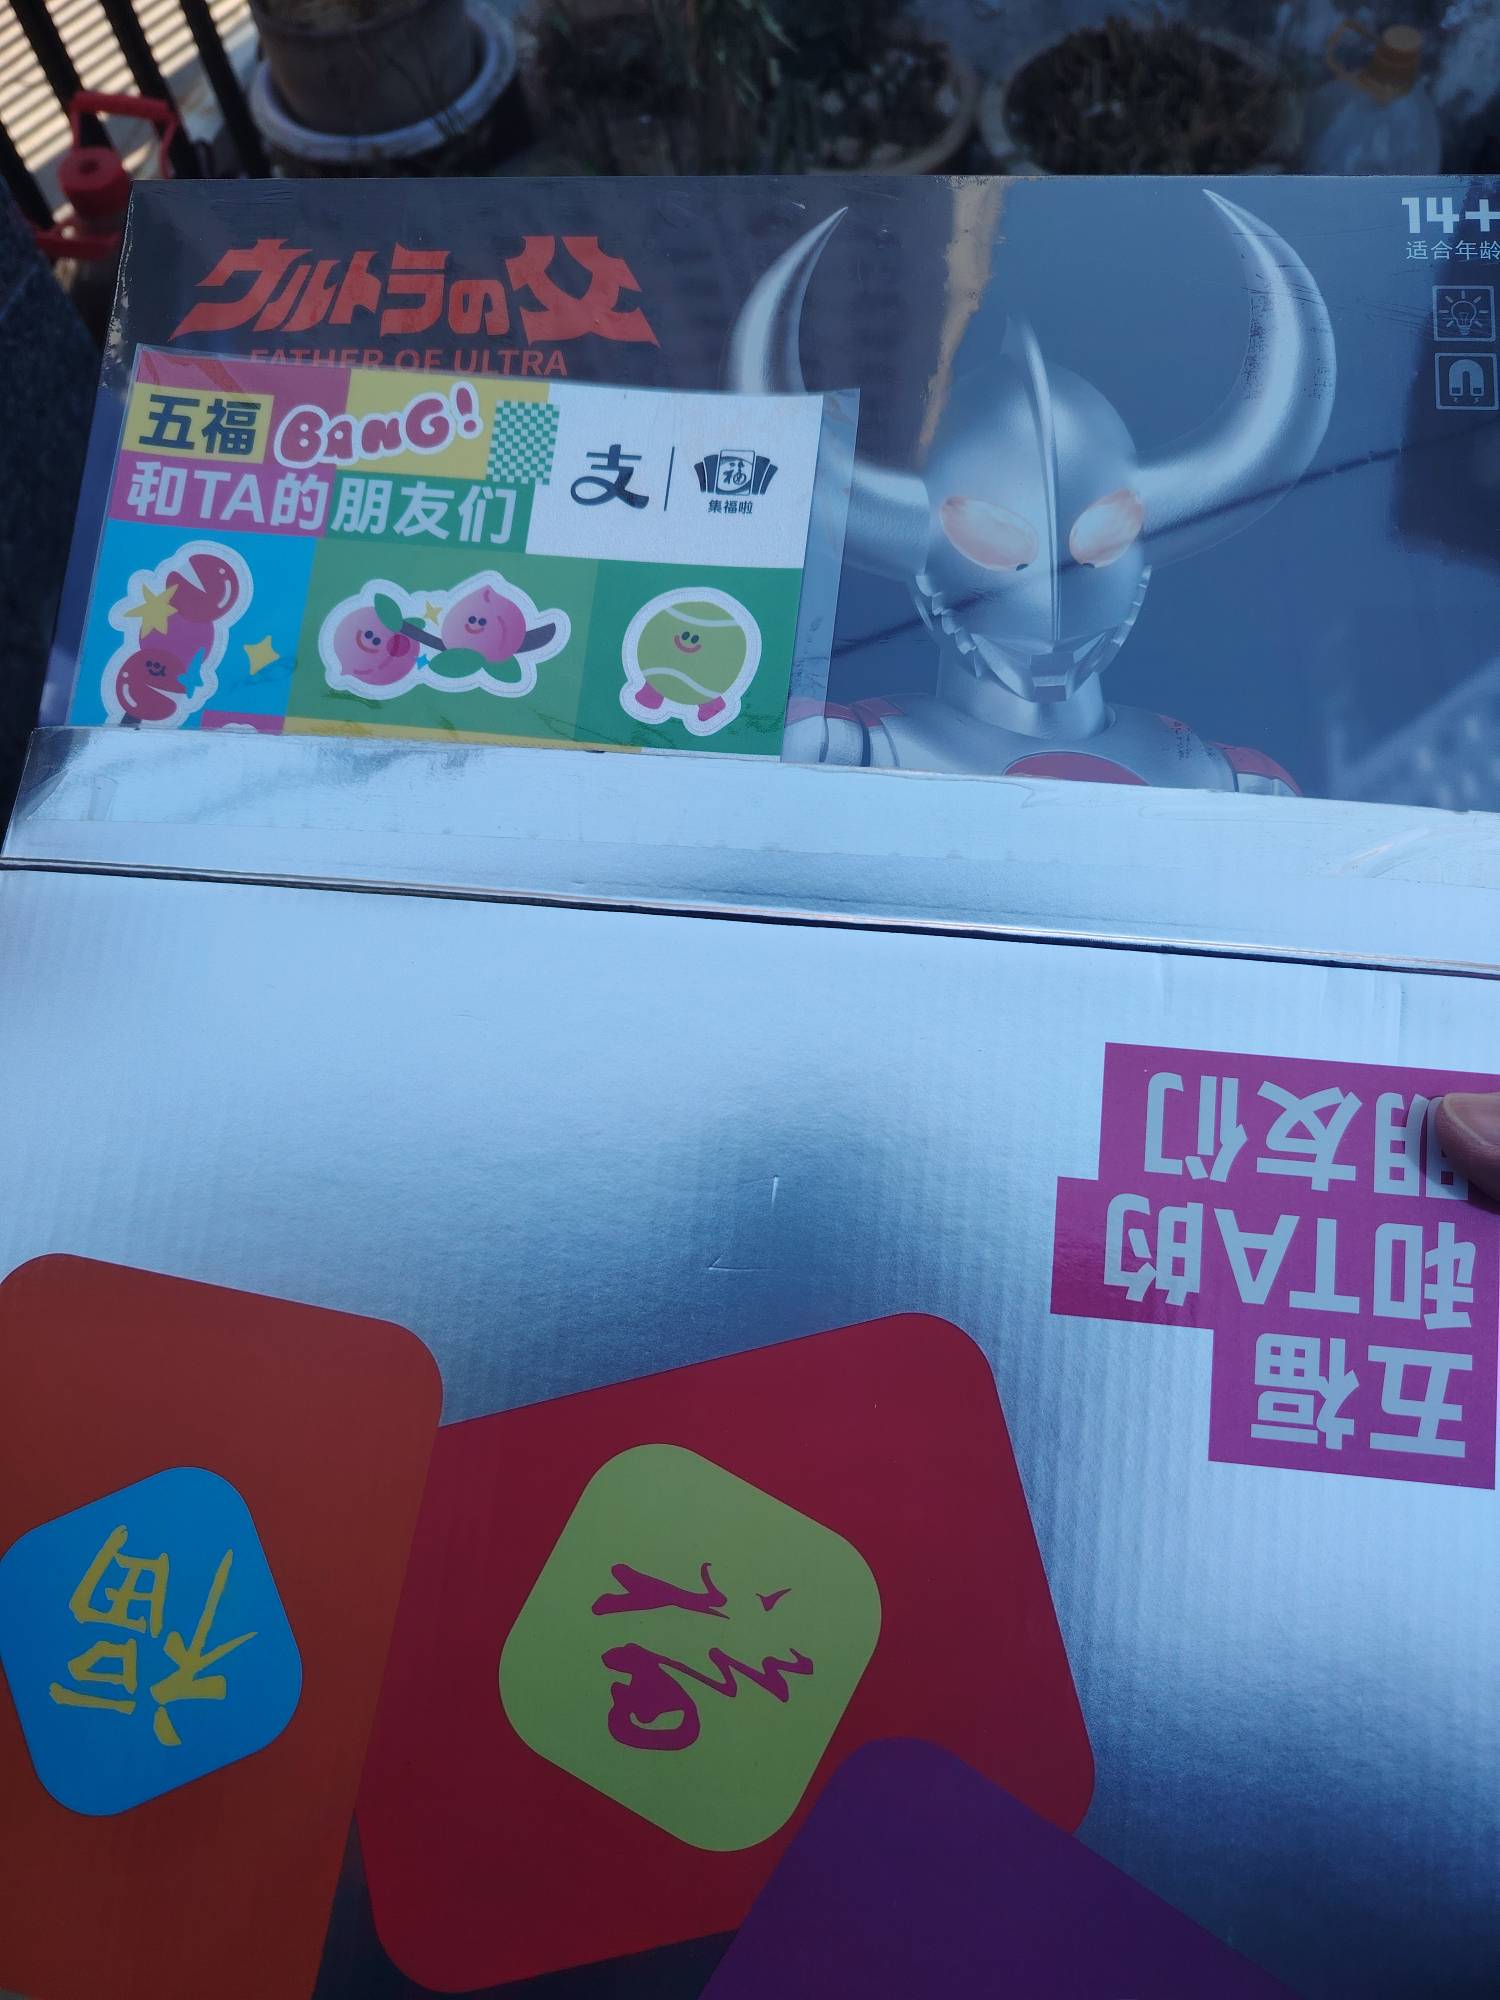 ウルトラの父
FATHER OF ULTRA
14+
适合年龄
五福 BANG!
和TA的朋友们
支
福
集福啦
五福
和TA的
朋友们
福
福